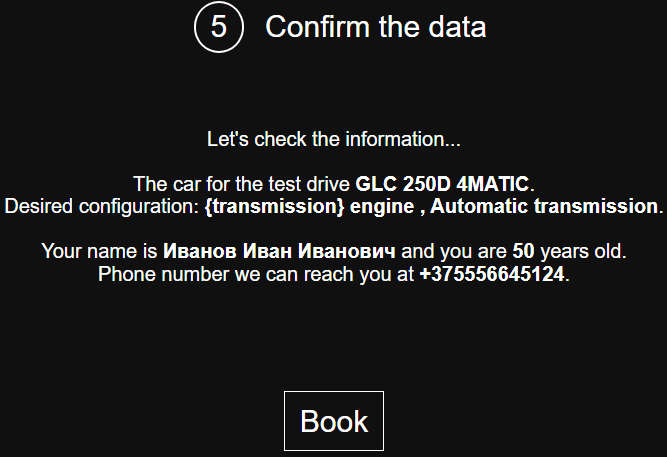 5 Confirm the data
Let's check the information...
The car for the test drive GLC 250D 4MATIC.
Desired configuration: {transmission} engine , Automatic transmission.
Your name is Иванов Иван Иванович and you are 50 years old.
Phone number we can reach you at +375556645124.
Book